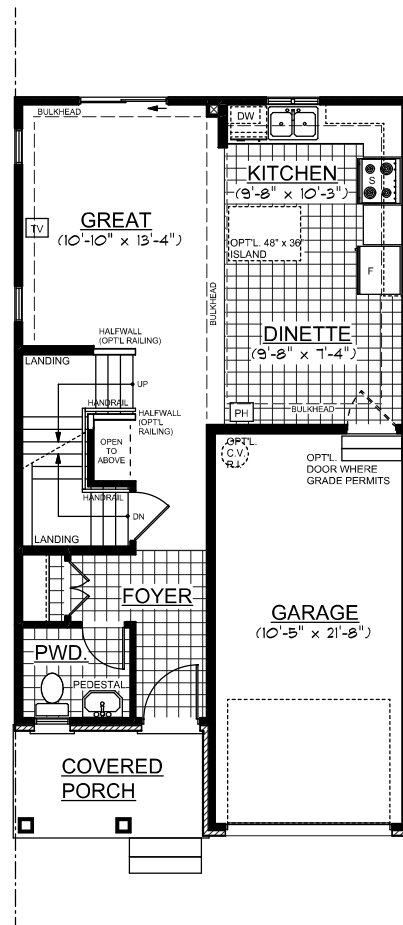 BULKHEAD
DW
KITCHEN
(9'-8" x 10'-3")
S
TV
GREAT
(10'-10" x 13'-4")
OPT'L. 48" x 36"
ISLAND
F
BULKHEAD
DINETTE
(9'-8" x 7'-4")
HALFWALL
(OPT'L RAILING)
LANDING
UP
HANDRAIL
HALFWALL
(OPT'L
RAILING)
PH
BULKHEAD
OPEN
TO
ABOVE
OPT'L.
C.V.
R.I.
OPT'L.
DOOR WHERE
GRADE PERMITS
HANDRAIL
DN
LANDING
FOYER
GARAGE
(10'-5" x 21'-8")
PWD.
PEDESTAL
COVERED
PORCH